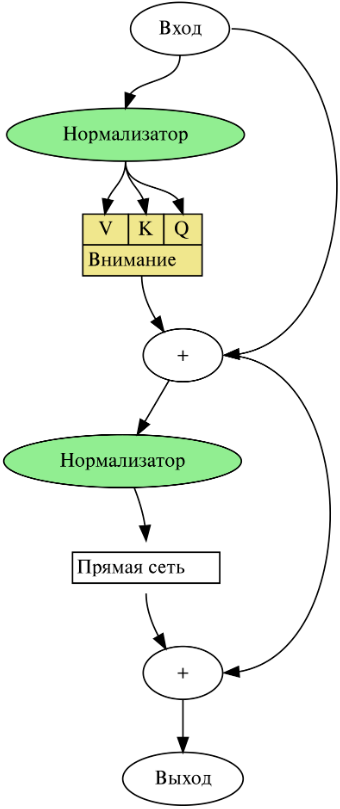 Вход
Нормализатор
V K Q
Внимание
+
Нормализатор
Прямая сеть
+
Выход